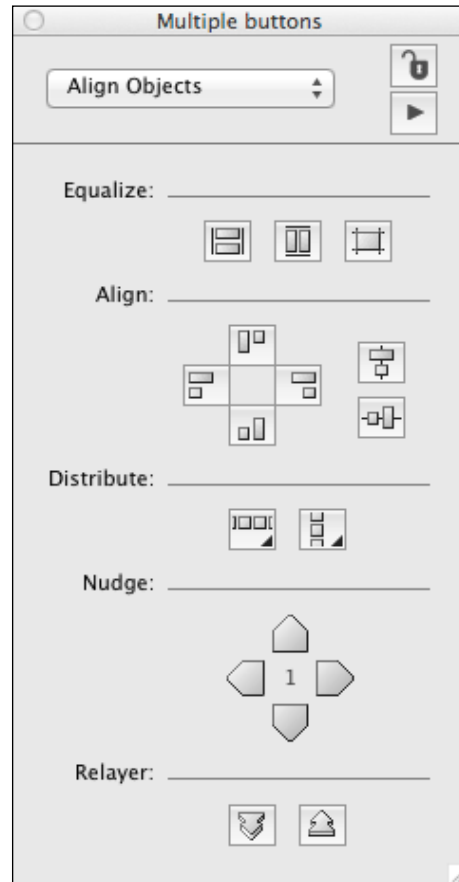 Multiple buttons
Align Objects
Equalize:
Align:
Distribute:
Nudge:
1
Relayer: